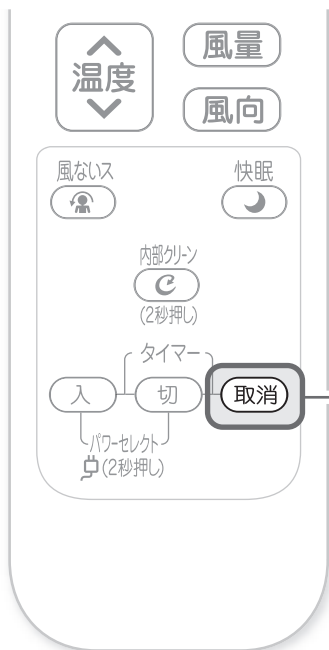 温度
風量
風向
風ないス
快眠
内部クリーン
(2秒押し)
タイマー
入
切
取消
パワーセレクト
(2秒押し)